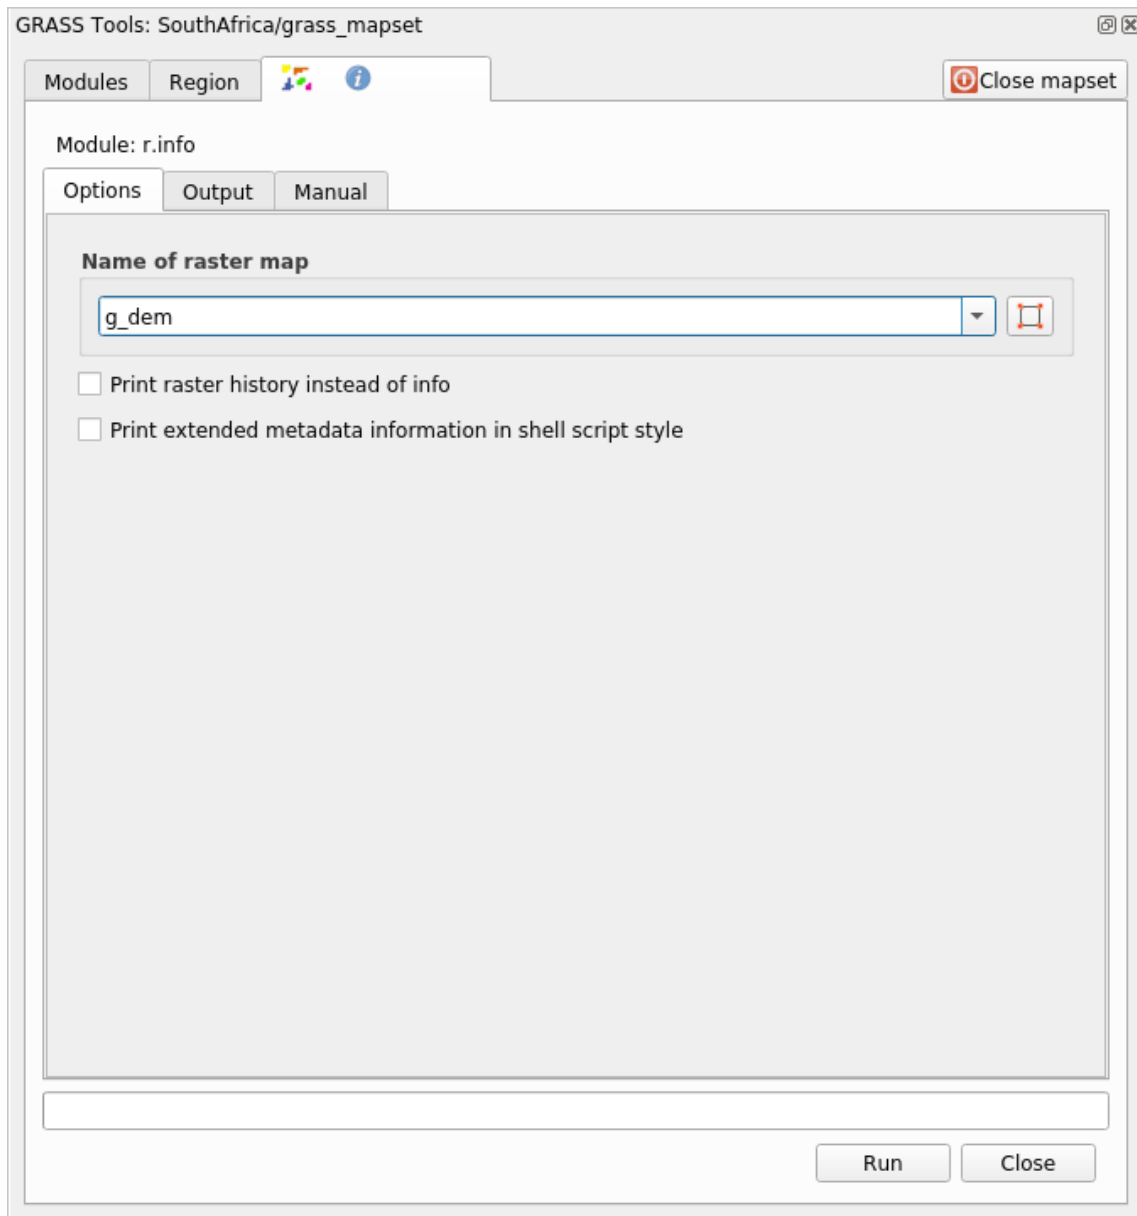 GRASS Tools: SouthAfrica/grass_mapset
Modules Region Close mapset
Module: r.info
Options Output Manual
Name of raster map
g_dem
Print raster history instead of info
Print extended metadata information in shell script style
Run Close